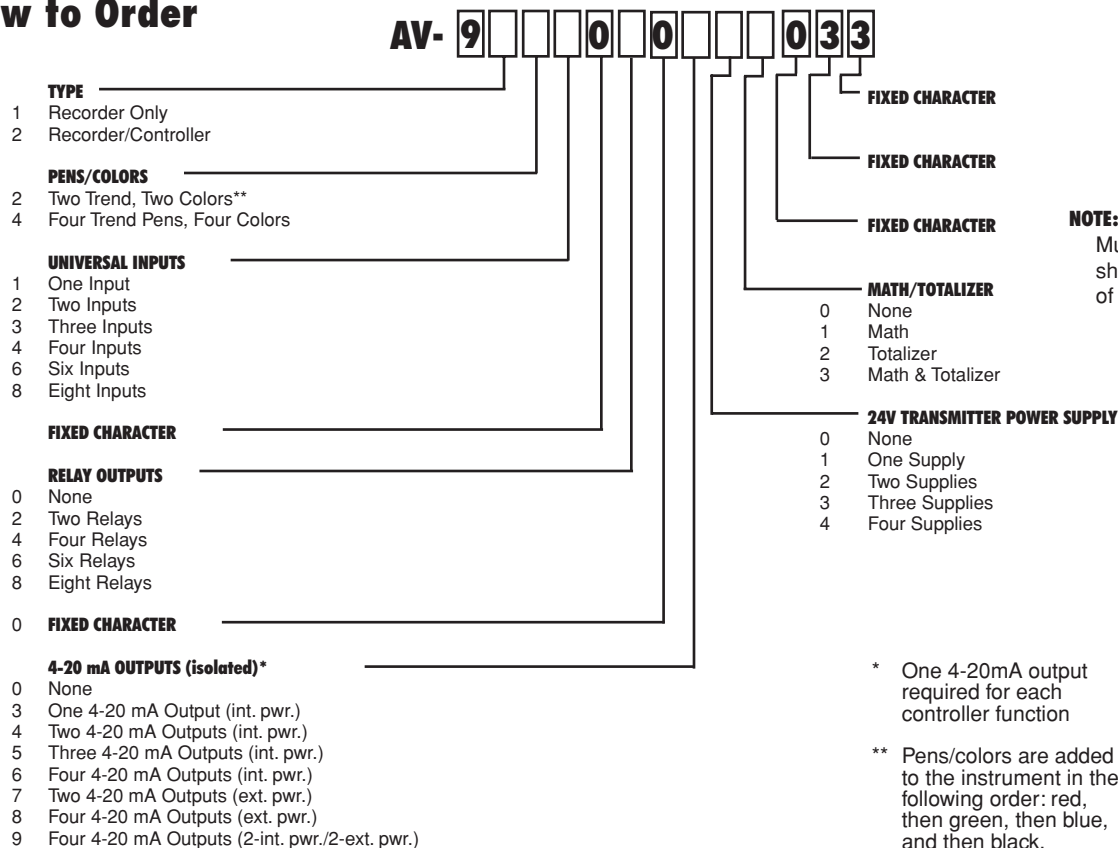 w to Order
AV- 9 0 0 0 3 3
TYPE
1 Recorder Only
2 Recorder/Controller
PENS/COLORS
2 Two Trend, Two Colors**
4 Four Trend Pens, Four Colors
UNIVERSAL INPUTS
1 One Input
2 Two Inputs
3 Three Inputs
4 Four Inputs
6 Six Inputs
8 Eight Inputs
FIXED CHARACTER
RELAY OUTPUTS
0 None
2 Two Relays
4 Four Relays
6 Six Relays
8 Eight Relays
0 FIXED CHARACTER
4-20 mA OUTPUTS (isolated)*
0 None
3 One 4-20 mA Output (int. pwr.)
4 Two 4-20 mA Outputs (int. pwr.)
5 Three 4-20 mA Outputs (int. pwr.)
6 Four 4-20 mA Outputs (int. pwr.)
7 Two 4-20 mA Outputs (ext. pwr.)
8 Four 4-20 mA Outputs (ext. pwr.)
9 Four 4-20 mA Outputs (2-int. pwr./2-ext. pwr.)
FIXED CHARACTER
FIXED CHARACTER
FIXED CHARACTER
MATH/TOTALIZER
0 None
1 Math
2 Totalizer
3 Math & Totalizer
24V TRANSMITTER POWER SUPPLY
0 None
1 One Supply
2 Two Supplies
3 Three Supplies
4 Four Supplies
NOTE:
Mu
sh
of
* One 4-20mA output
required for each
controller function
** Pens/colors are added
to the instrument in the
following order: red,
then green, then blue,
and then black.